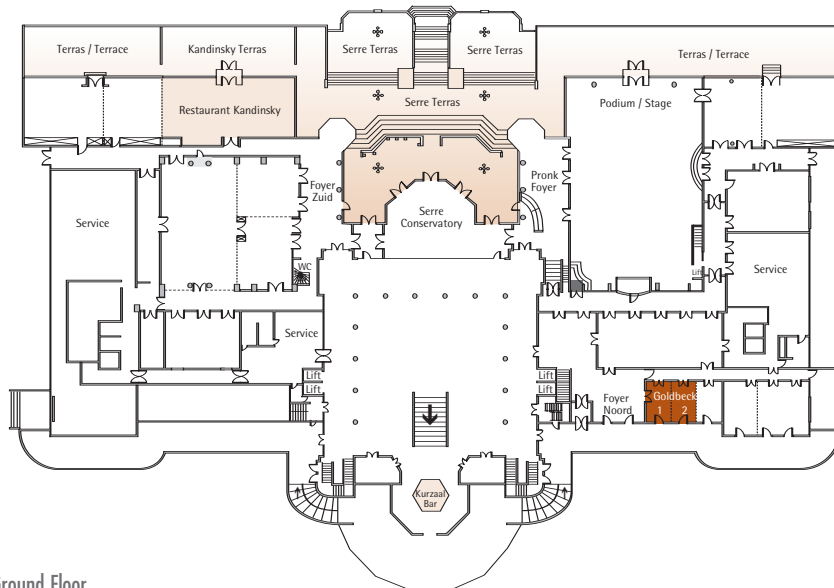 Terras / Terrace
Kandinsky Terras
Serre Terras
Serre Terras
Terras / Terrace
Restaurant Kandinsky
Serre Terras
Podium / Stage
Foyer
Zuid
Pronk
Foyer
Serre
Conservatory
Service
WC
Lift
Service
Service
Lift
Lift
Lift
Lift
Foyer
Noord
Goldbeck
1 2
Kurzaal
Bar
Ground Floor